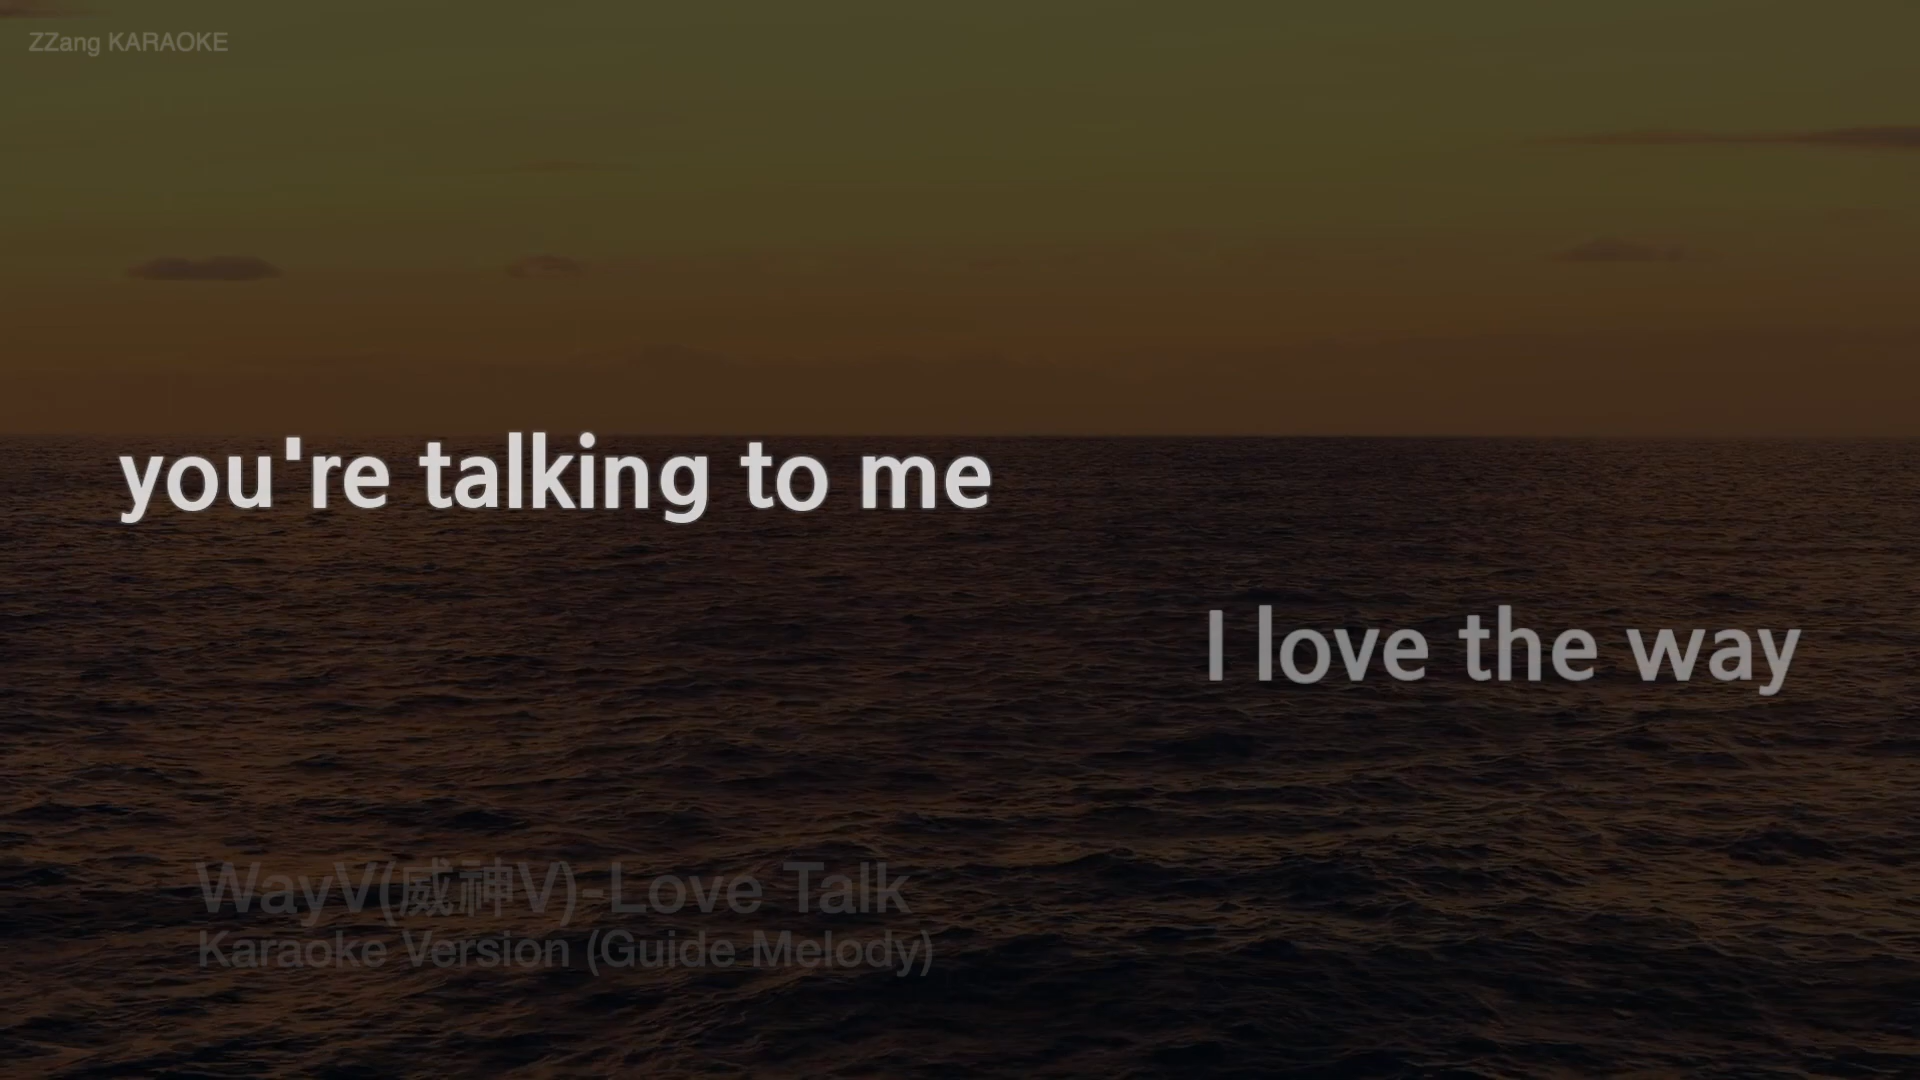 ZZang KARAOKE
you're talking to me
I love the way
WayV(威神V)-Love Talk
Karaoke Version (Guide Melody)